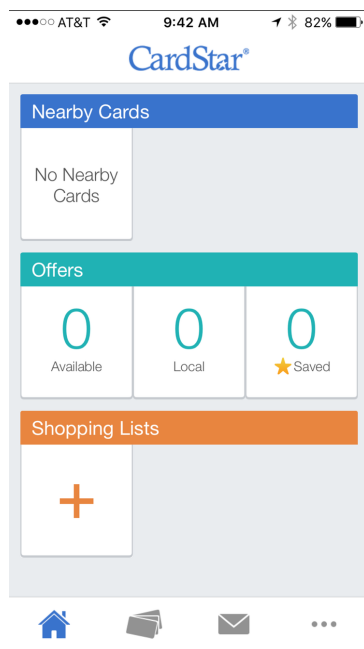 AT&T 9:42 AM 82%
CardStar®
Nearby Cards
No Nearby
Cards
Offers
0 0 0
Available Local Saved
Shopping Lists
+